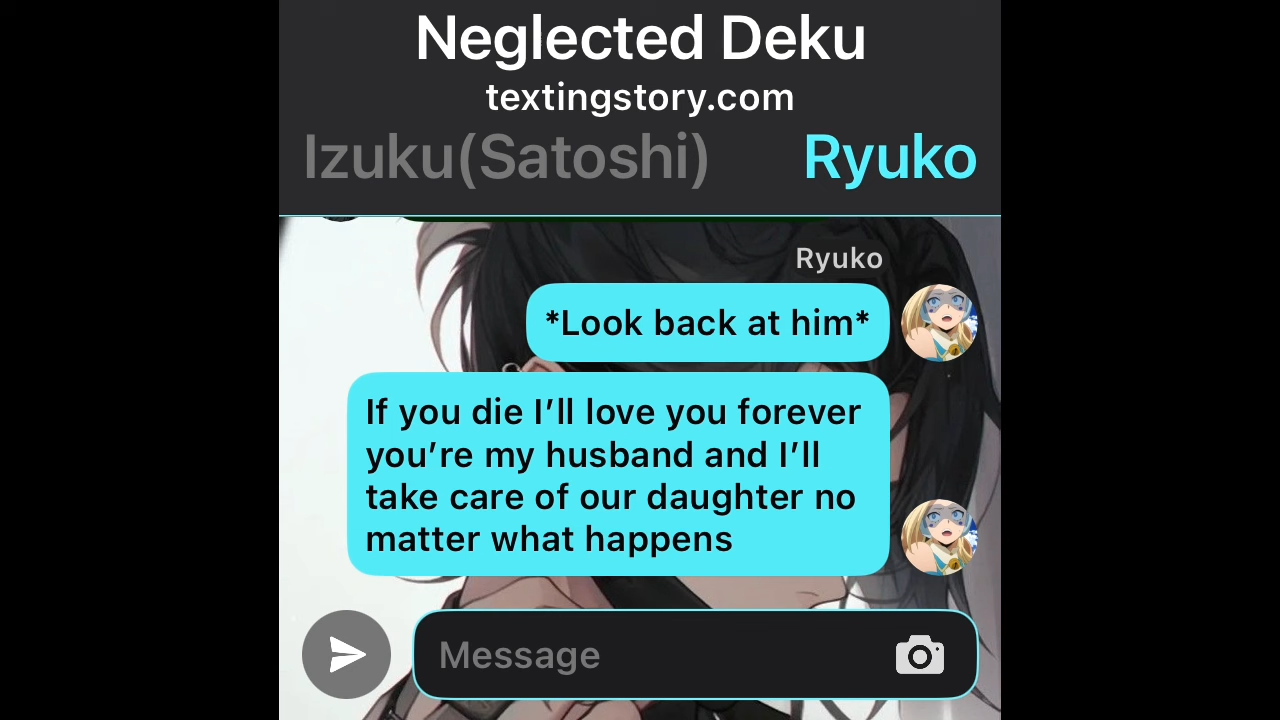 Neglected Deku
textingstory.com
Izuku(Satoshi) Ryuko
Ryuko
*Look back at him*
If you die I’ll love you forever
you’re my husband and I’ll
take care of our daughter no
matter what happens
Message